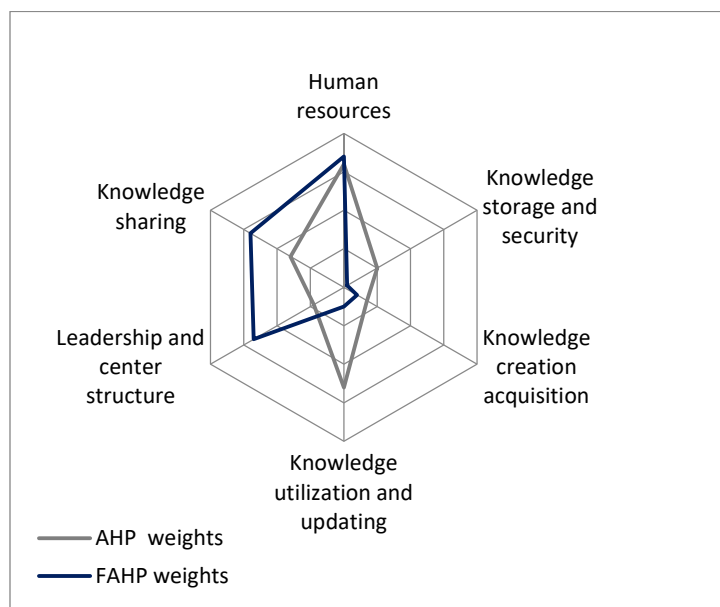 Human
resources
Knowledge
storage and
security
Knowledge
creation
acquisition
Knowledge
utilization and
updating
Leadership and
center
structure
Knowledge
sharing
AHP weights
FAHP weights